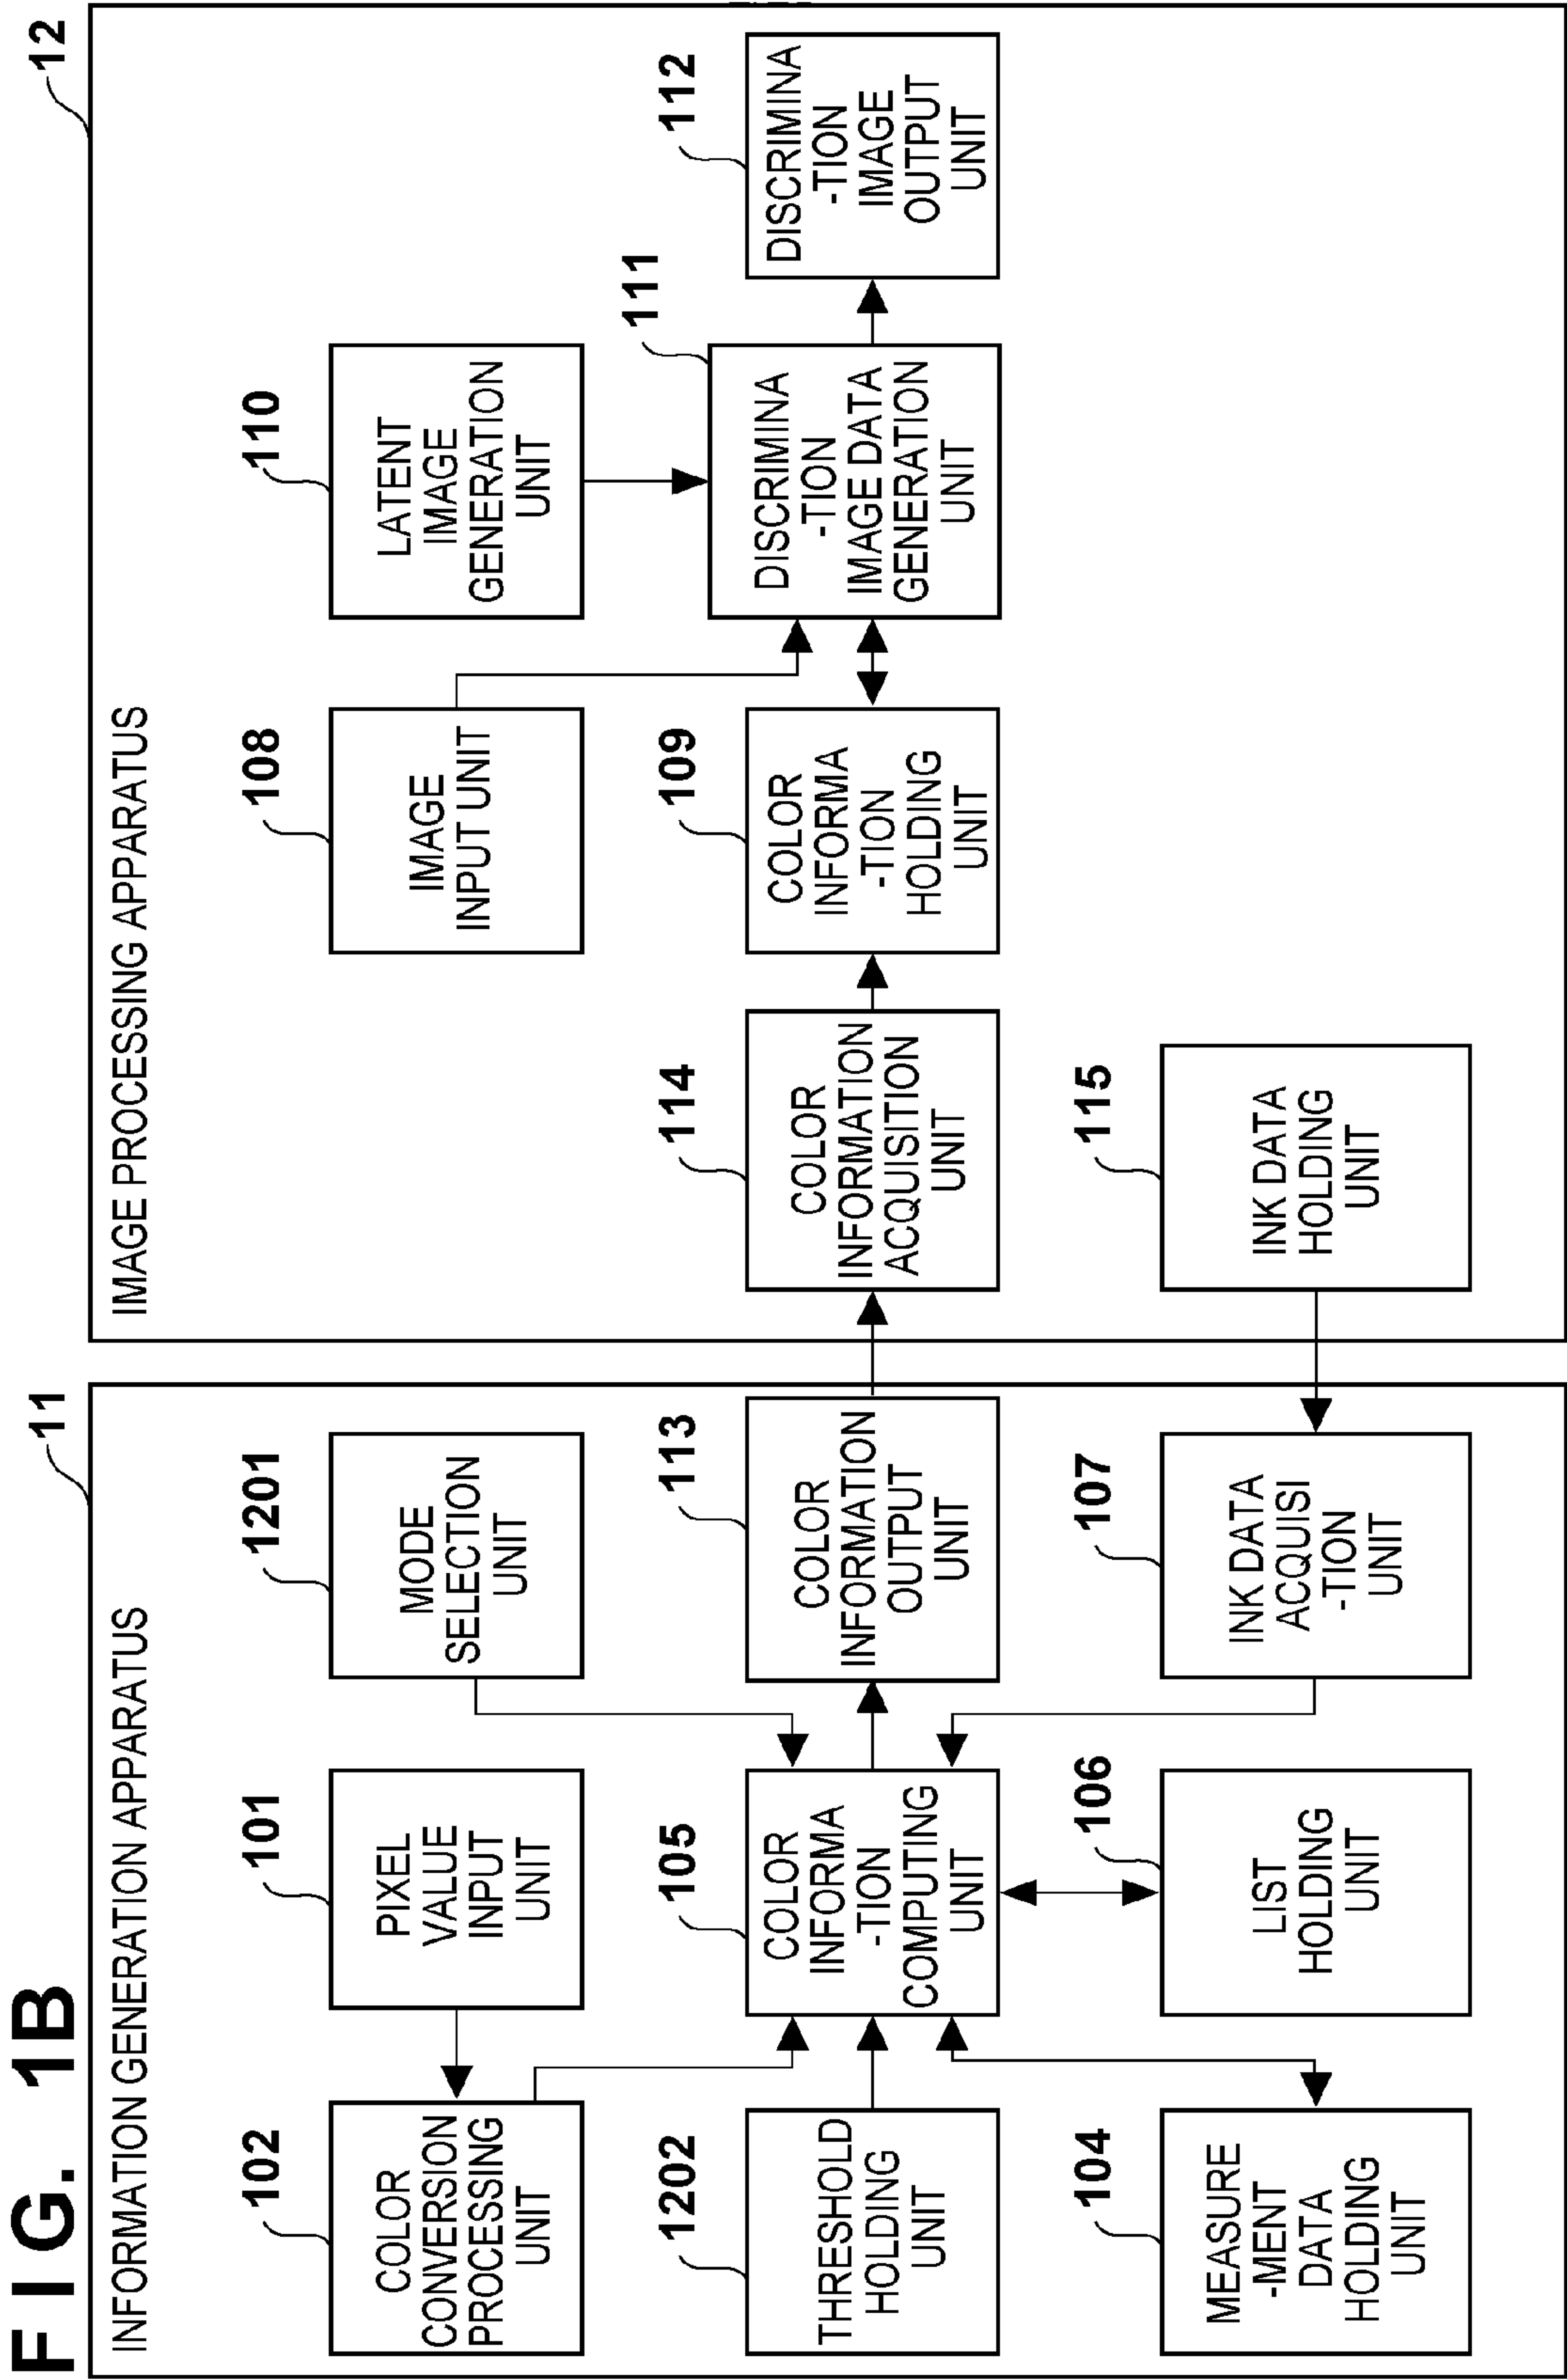 FIG. 1B
11
INFORMATION GENERATION APPARATUS
102
COLOR
CONVERSION
PROCESSING
UNIT
101
PIXEL
VALUE
INPUT
UNIT
1201
MODE
SELECTION
UNIT
1202
THRESHOLD
HOLDING
UNIT
105
COLOR
INFORMA
-TION
COMPUTING
UNIT
113
COLOR
INFORMATION
OUTPUT
UNIT
104
MEASURE
-MENT
DATA
HOLDING
UNIT
106
LIST
HOLDING
UNIT
107
INK DATA
ACQUISI
-TION
UNIT
12
IMAGE PROCESSING APPARATUS
108
IMAGE
INPUT UNIT
110
LATENT
IMAGE
GENERATION
UNIT
114
COLOR
INFORMATION
ACQUISITION
UNIT
109
COLOR
INFORMA
-TION
HOLDING
UNIT
111
DISCRIMINA
-TION
IMAGE DATA
GENERATION
UNIT
112
DISCRIMINA
-TION
IMAGE
OUTPUT
UNIT
115
INK DATA
HOLDING
UNIT